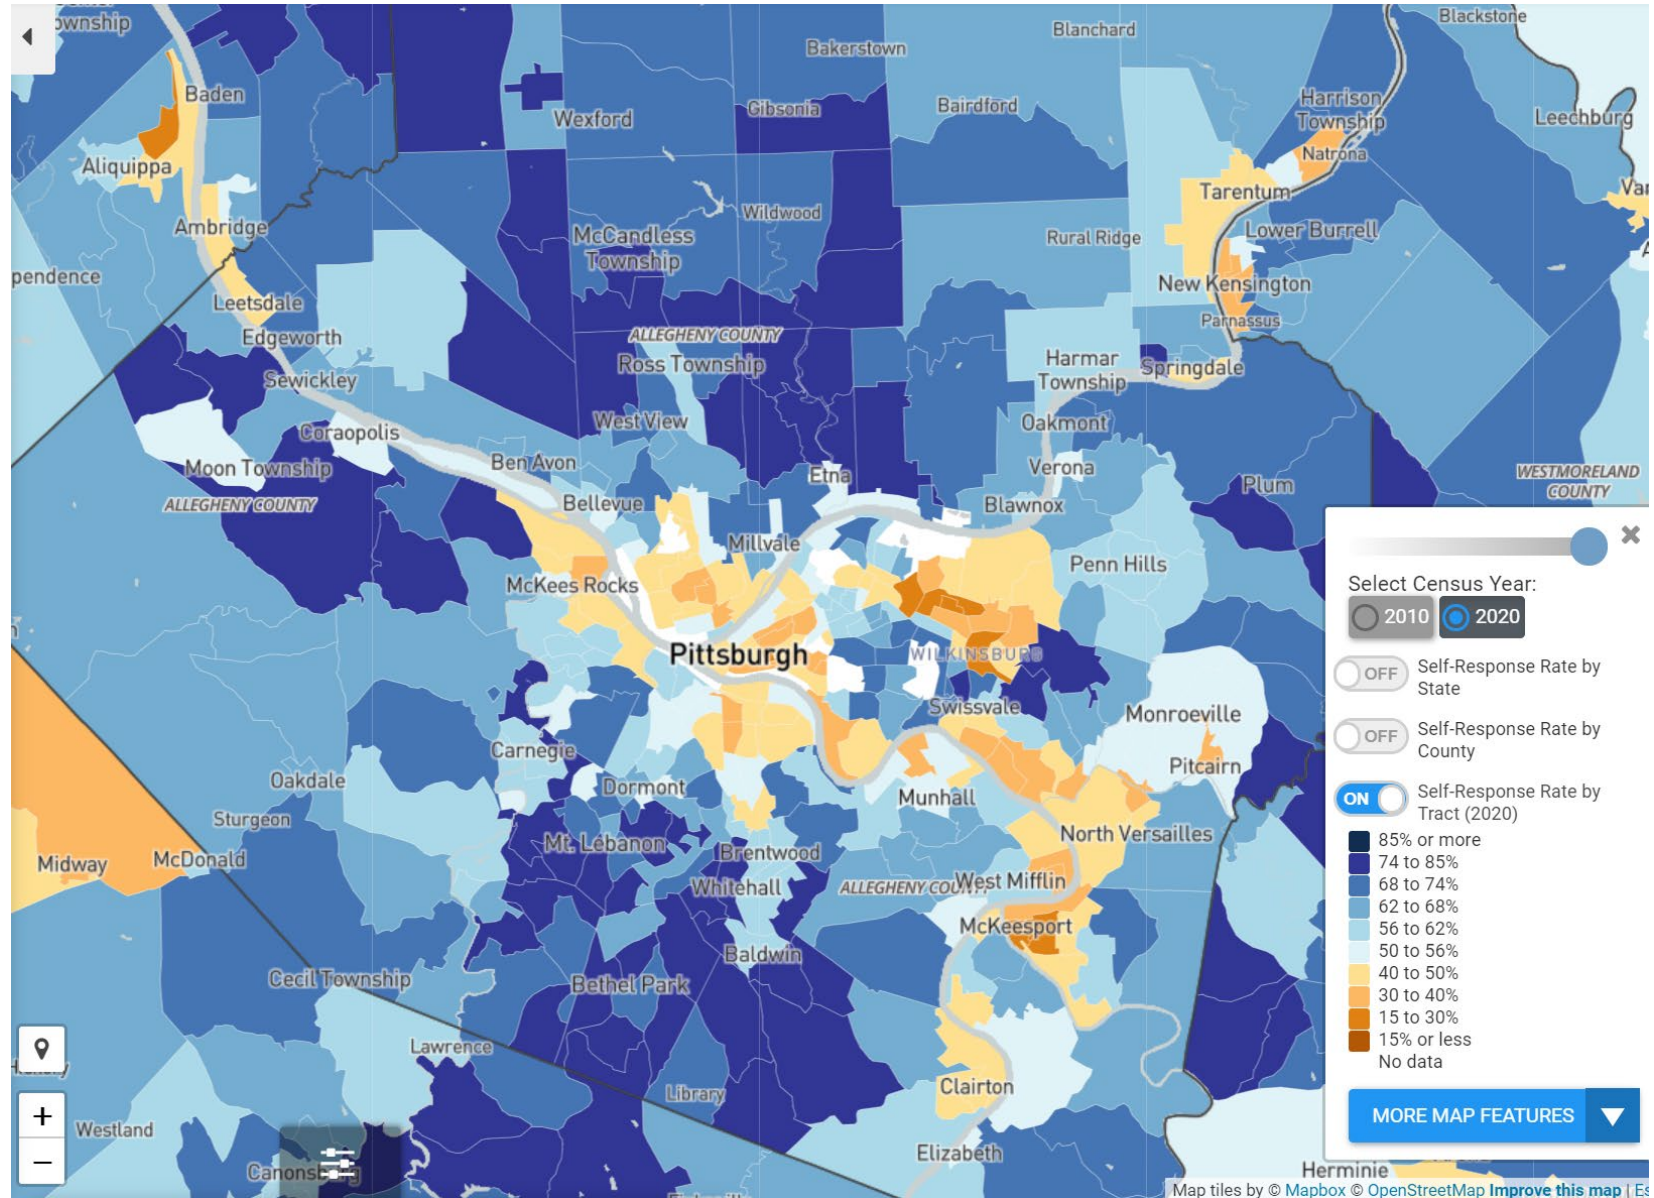 ownship
Blackstone
Blanchard
Bakerstown
Baden
Harrison
Township
Wexford
Gibsonia
Bairdford
Leechburg
Aliquippa
Natrona
Tarentum
Ambridge
Wildwood
McCandless
Township
Rural Ridge
Lower Burrell
pendence
New Kensington
Leetsdale
Parnassus
Edgeworth
ALLEGHENY COUNTY
Ross Township
Harmar
Township
Springdale
Sewickley
West View
Oakmont
Coraopolis
Moon Township
Ben Avon
Etna
Verona
WESTMORELAND
COUNTY
Plum
ALLEGHENY COUNTY
Bellevue
Blawnox
Millvale
Penn Hills
McKees Rocks
Pittsburgh
WILKINSBURG
Swissvale
Monroeville
Carnegie
Pitcairn
Oakdale
Dormont
Munhall
Sturgeon
North Versailles
Mt. Lebanon
Brentwood
Midway
McDonald
Whitehall
ALLEGHENY COU
West Mifflin
McKeesport
Baldwin
Cecil Township
Bethel Park
Lawrence
Clairton
Library
Westland
Canonsburg
Elizabeth
Herminie
Select Census Year:
2010
2020
OFF
Self-Response Rate by
State
OFF
Self-Response Rate by
County
ON
Self-Response Rate by
Tract (2020)
85% or more
74 to 85%
68 to 74%
62 to 68%
56 to 62%
50 to 56%
40 to 50%
30 to 40%
15 to 30%
15% or less
No data
MORE MAP FEATURES
Map tiles by © Mapbox © OpenStreetMap Improve this map | Es